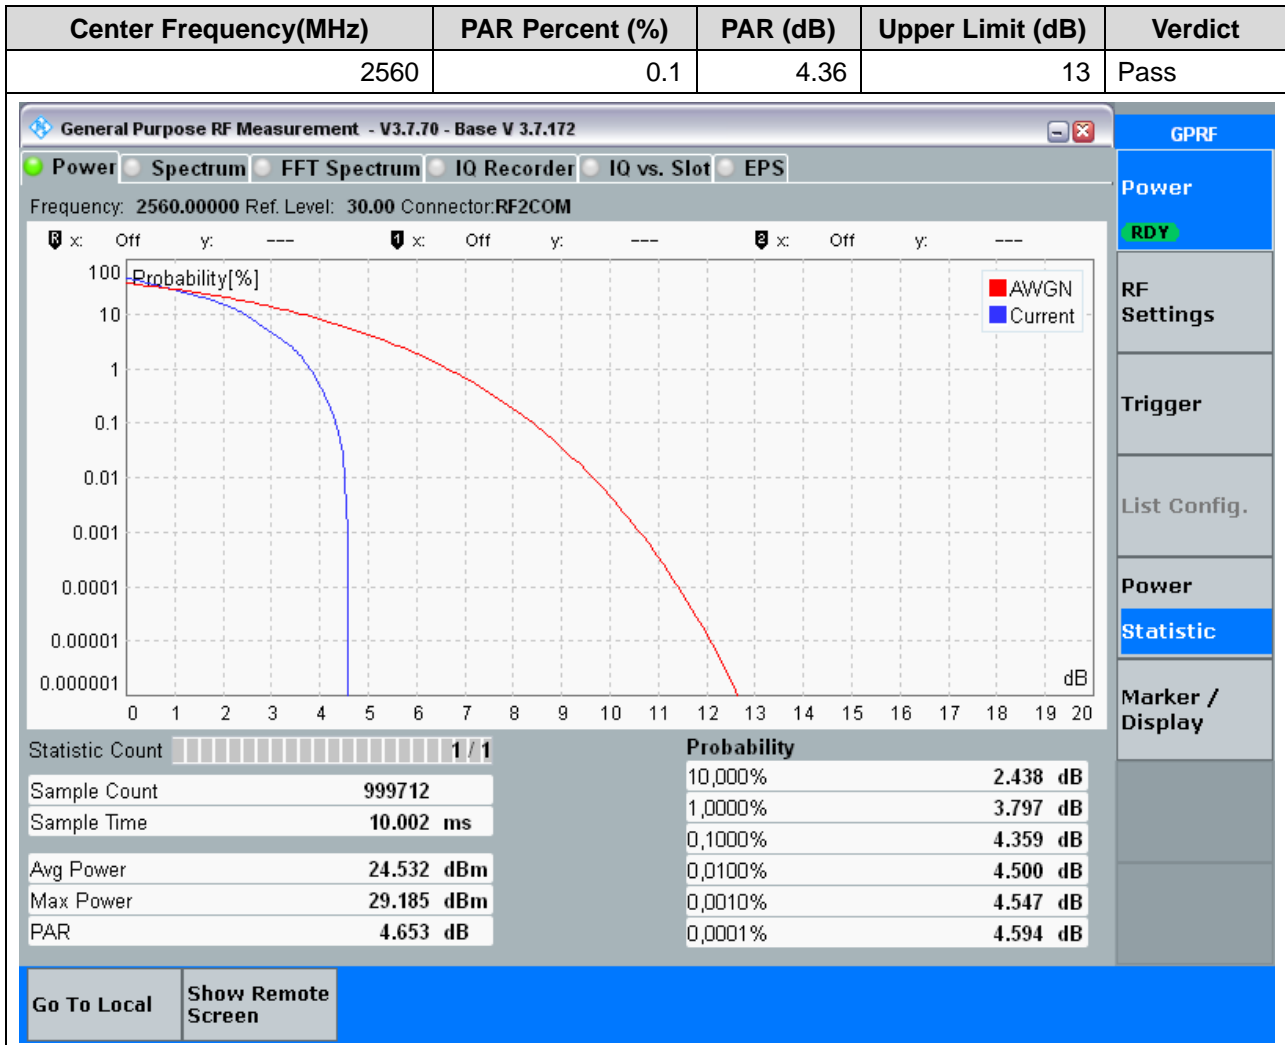 Center Frequency(MHz) PAR Percent (%) PAR (dB) Upper Limit (dB) Verdict
2560 0.1 4.36 13 Pass
General Purpose RF Measurement - V3.7.70 - Base V 3.7.172
GPRF
Power Spectrum FFT Spectrum IQ Recorder IQ vs. Slot EPS
Frequency: 2560.00000 Ref. Level: 30.00 Connector:RF2COM
R x: Off y: --- 1 x: Off y: --- 2 x: Off y: ---
Probability[%]
100
10
1
0.1
0.01
0.001
0.0001
0.00001
0.000001
AWGN
Current
dB
0 1 2 3 4 5 6 7 8 9 10 11 12 13 14 15 16 17 18 19 20
Statistic Count 1 / 1
Sample Count 999712
Sample Time 10.002 ms
Avg Power 24.532 dBm
Max Power 29.185 dBm
PAR 4.653 dB
Probability
10,000% 2.438 dB
1,0000% 3.797 dB
0,1000% 4.359 dB
0,0100% 4.500 dB
0,0010% 4.547 dB
0,0001% 4.594 dB
Power
RDY
RF
Settings
Trigger
List Config.
Power
Statistic
Marker /
Display
Go To Local
Show Remote
Screen